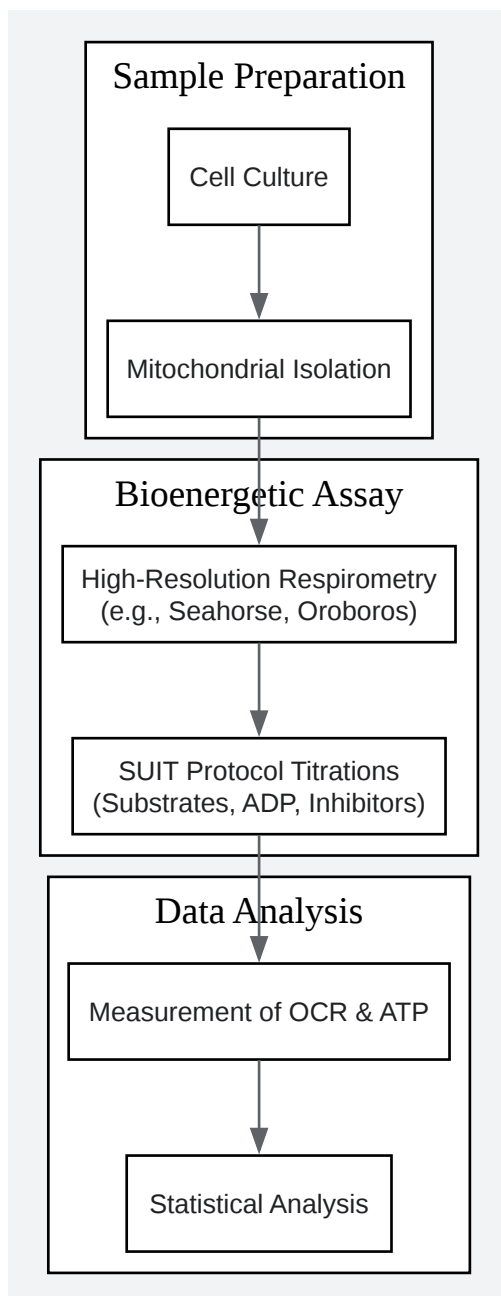 Sample Preparation
Cell Culture
Mitochondrial Isolation
Bioenergetic Assay
High-Resolution Respirometry
(e.g., Seahorse, Oroboros)
SUIT Protocol Titrations
(Substrates, ADP, Inhibitors)
Data Analysis
Measurement of OCR & ATP
Statistical Analysis